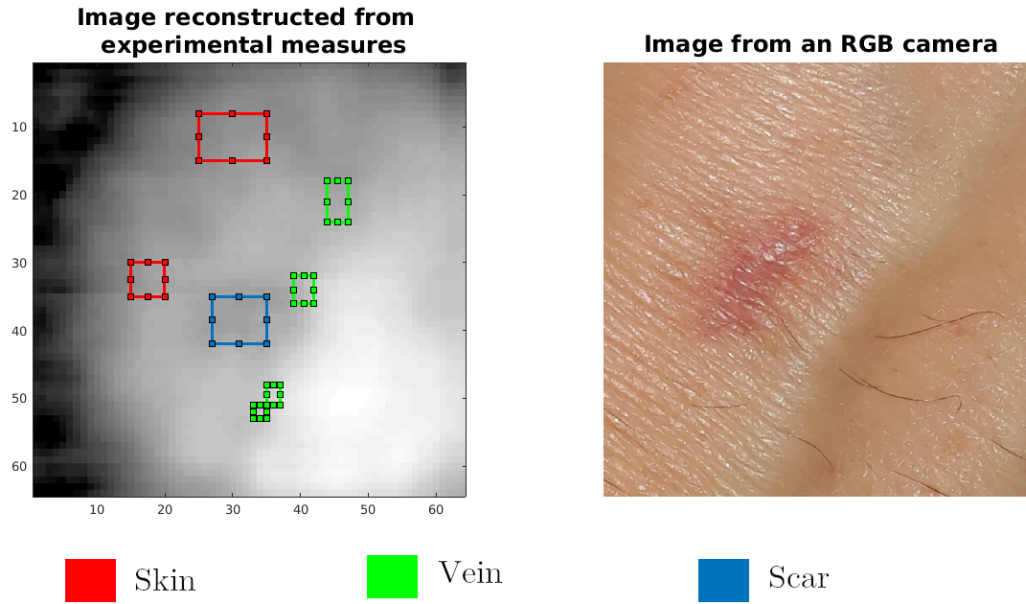 Image reconstructed from
experimental measures
Image from an RGB camera
10
20
30
40
50
60
10 20 30 40 50 60
Skin
Vein
Scar